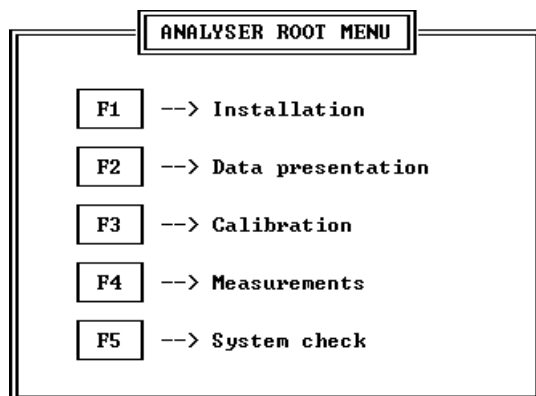 ANALYSER ROOT MENU
F1 --> Installation
F2 --> Data presentation
F3 --> Calibration
F4 --> Measurements
F5 --> System check